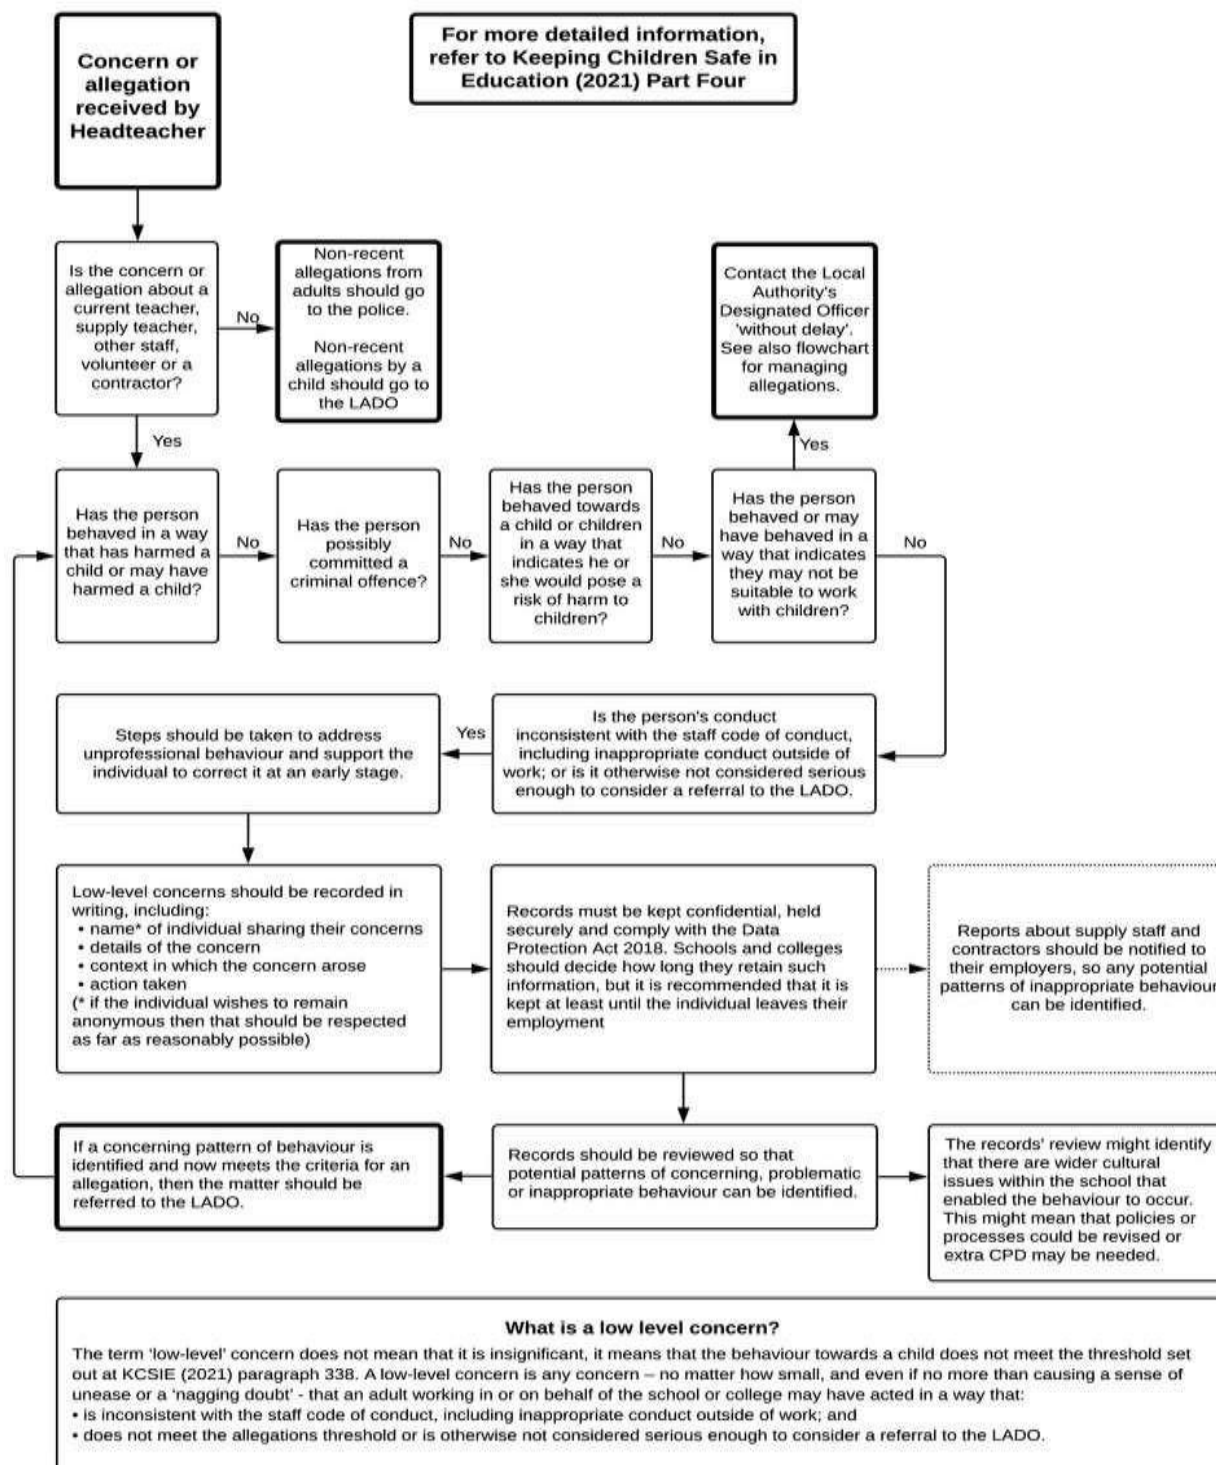 Concern or
allegation
received by
Headteacher
For more detailed information,
refer to Keeping Children Safe in
Education (2021) Part Four
Is the concern or
allegation about a
current teacher,
supply teacher,
other staff,
volunteer or a
contractor?
No
Non-recent
allegations from
adults should go
to the police.
Non-recent
allegations by a
child should go to
the LADO
Contact the Local
Authority's
Designated Officer
'without delay'.
See also flowchart
for managing
allegations.
Yes
Yes
Has the person
behaved in a way
that has harmed a
child or may have
harmed a child?
No
Has the person
possibly
committed a
criminal offence?
No
Has the person
behaved towards
a child or children
in a way that
indicates he or
she would pose a
risk of harm to
children?
No
Has the person
behaved or may
have behaved in a
way that indicates
they may not be
suitable to work
with children?
No
Steps should be taken to address
unprofessional behaviour and support the
individual to correct it at an early stage.
Yes
Is the person's conduct
inconsistent with the staff code of conduct,
including inappropriate conduct outside of
work; or is it otherwise not considered serious
enough to consider a referral to the LADO.
Low-level concerns should be recorded in
writing, including:
• name* of individual sharing their concerns
• details of the concern
• context in which the concern arose
• action taken
(* if the individual wishes to remain
anonymous then that should be respected
as far as reasonably possible)
Records must be kept confidential, held
securely and comply with the Data
Protection Act 2018. Schools and colleges
should decide how long they retain such
information, but it is recommended that it is
kept at least until the individual leaves their
employment
Reports about supply staff and
contractors should be notified to
their employers, so any potential
patterns of inappropriate behaviour
can be identified.
If a concerning pattern of behaviour is
identified and now meets the criteria for an
allegation, then the matter should be
referred to the LADO.
Records should be reviewed so that
potential patterns of concerning, problematic
or inappropriate behaviour can be identified.
The records' review might identify
that there are wider cultural
issues within the school that
enabled the behaviour to occur.
This might mean that policies or
processes could be revised or
extra CPD may be needed.
What is a low level concern?
The term 'low-level' concern does not mean that it is insignificant, it means that the behaviour towards a child does not meet the threshold set
out at KCSIE (2021) paragraph 338. A low-level concern is any concern – no matter how small, and even if no more than causing a sense of
unease or a 'nagging doubt' - that an adult working in or on behalf of the school or college may have acted in a way that:
• is inconsistent with the staff code of conduct, including inappropriate conduct outside of work; and
• does not meet the allegations threshold or is otherwise not considered serious enough to consider a referral to the LADO.